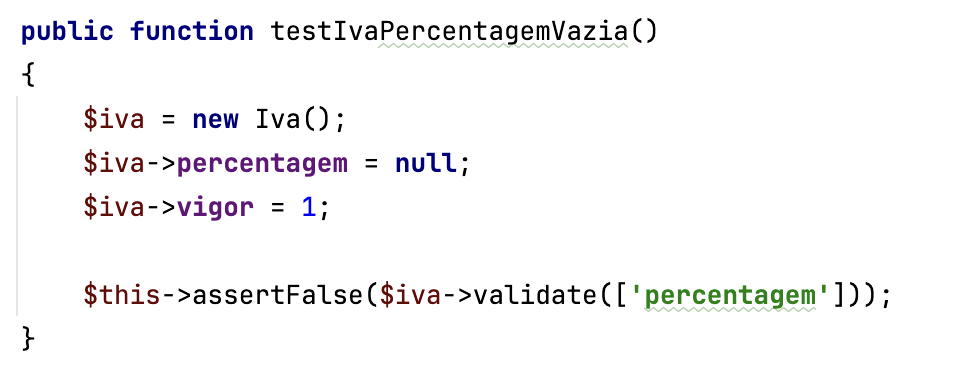 public function testIvaPercentagemVazia()
{
    $iva = new Iva();
    $iva->percentagem = null;
    $iva->vigor = 1;

    $this->assertFalse($iva->validate(['percentagem']));
}